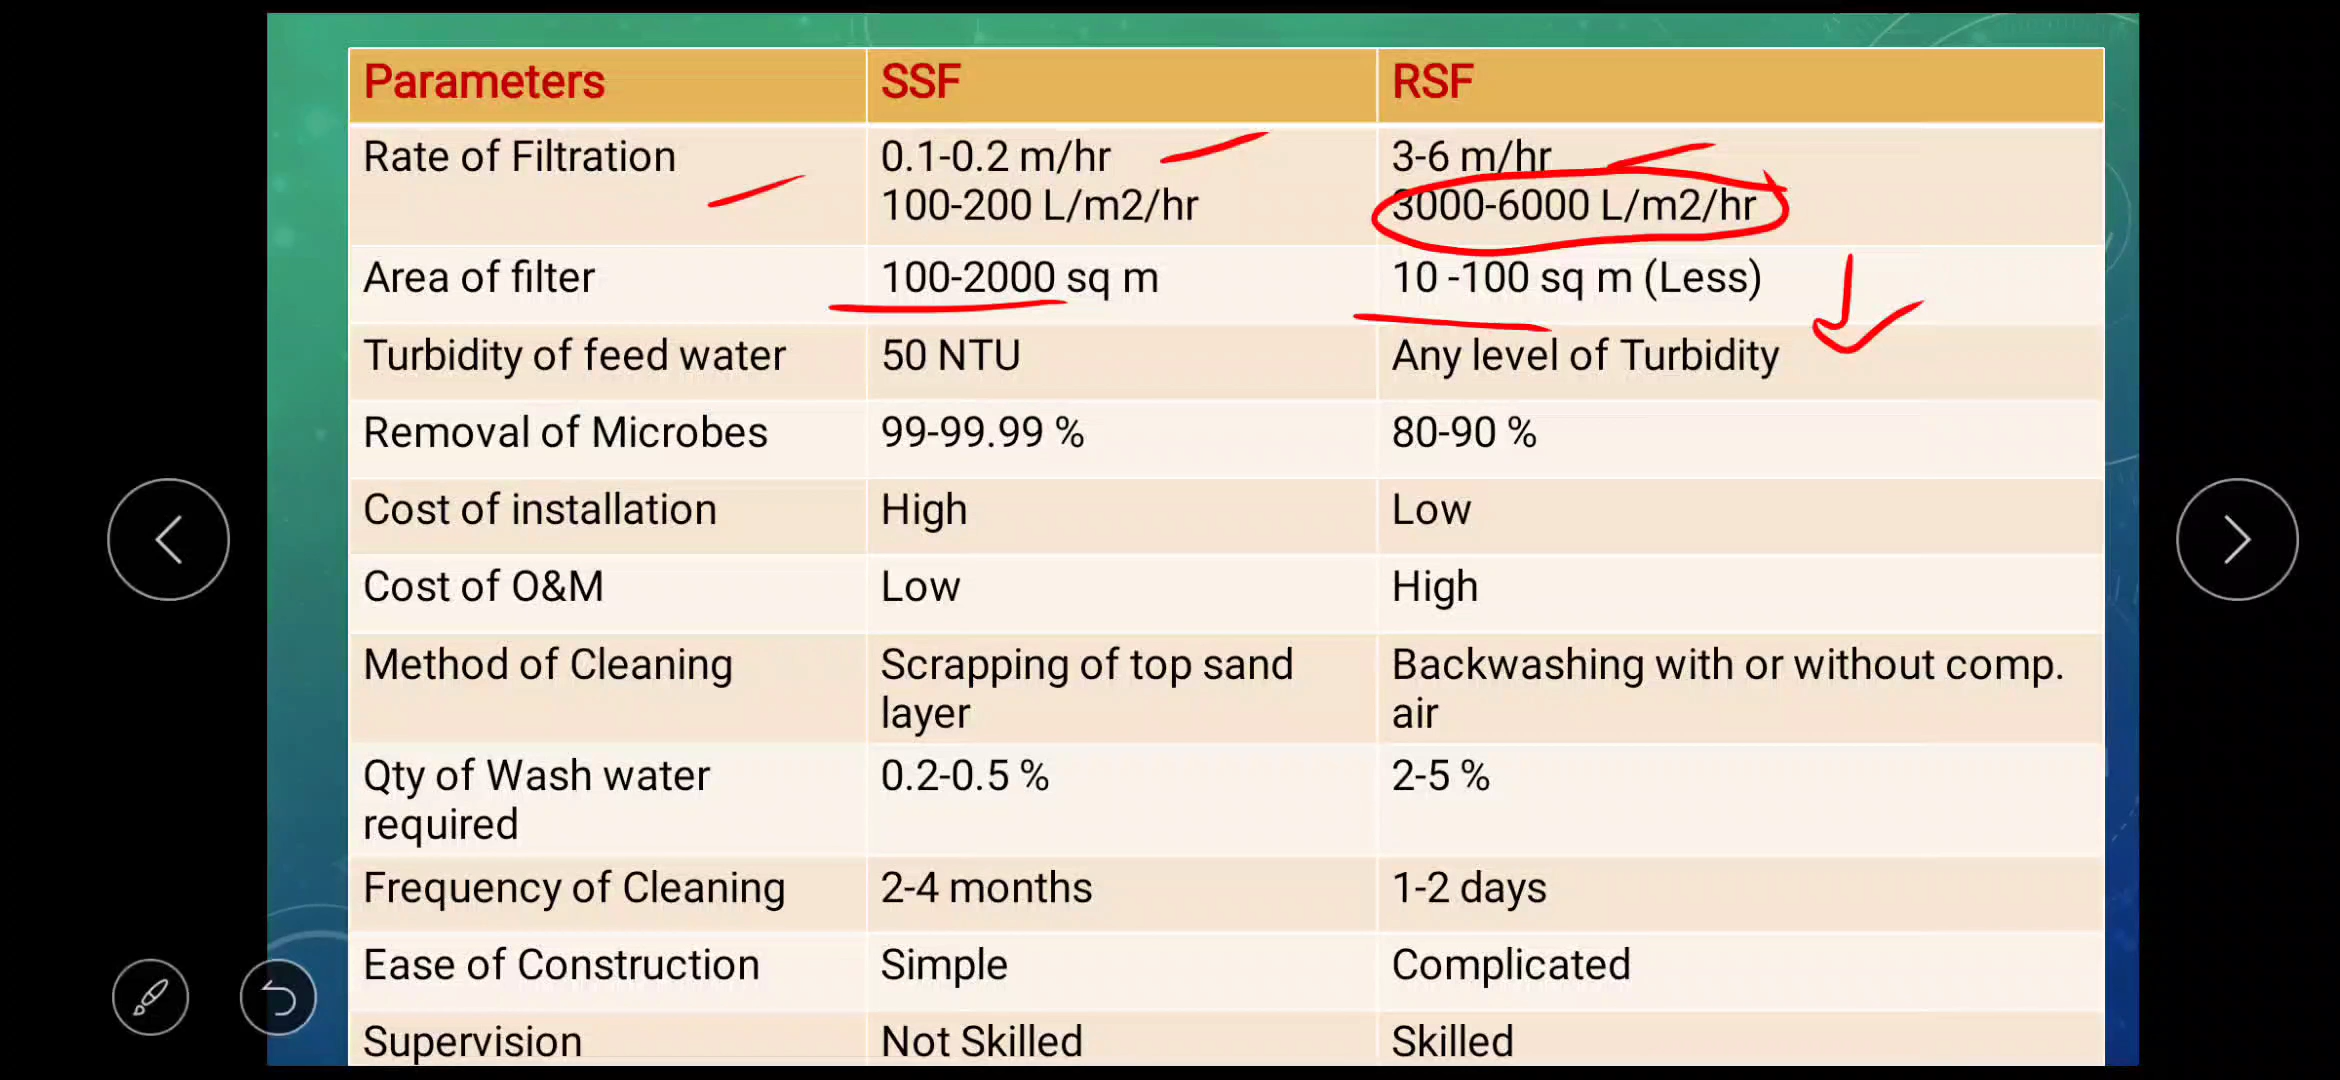 Parameters SSF RSF
Rate of Filtration 0.1-0.2 m/hr 3-6 m/hr
100-200 L/m2/hr 3000-6000 L/m2/hr
Area of filter 100-2000 sq m 10 -100 sq m (Less)
Turbidity of feed water 50 NTU Any level of Turbidity
Removal of Microbes 99-99.99 % 80-90 %
Cost of installation High Low
Cost of O&M Low High
Method of Cleaning Scrapping of top sand Backwashing with or without comp.
layer air
Qty of Wash water 0.2-0.5 % 2-5 %
required
Frequency of Cleaning 2-4 months 1-2 days
Ease of Construction Simple Complicated
Supervision Not Skilled Skilled